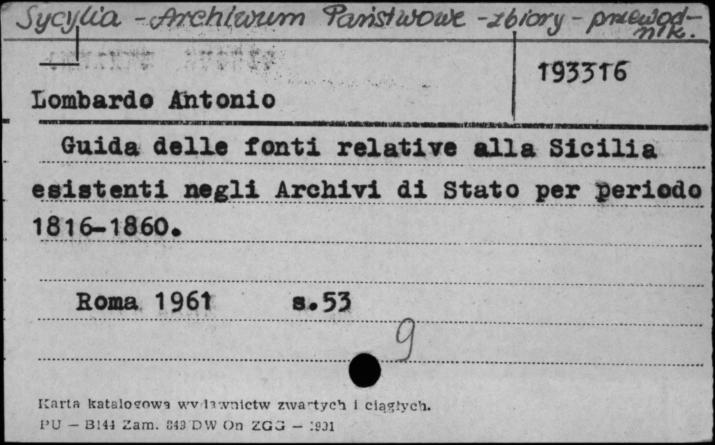 Sycylia - Archiwum Państwowe - zbiory - przewod-
nik.
193316
Lombardo Antonio
Guida delle fonti relative alla Sicilia
esistenti negli Archivi di Stato per periodo
1816-1860.
Roma 1961 s.53
9
Karta katalogowa wydawnictw zwartych i ciągłych.
PU — B144 Zam. 843 DW On ZGG — 1931